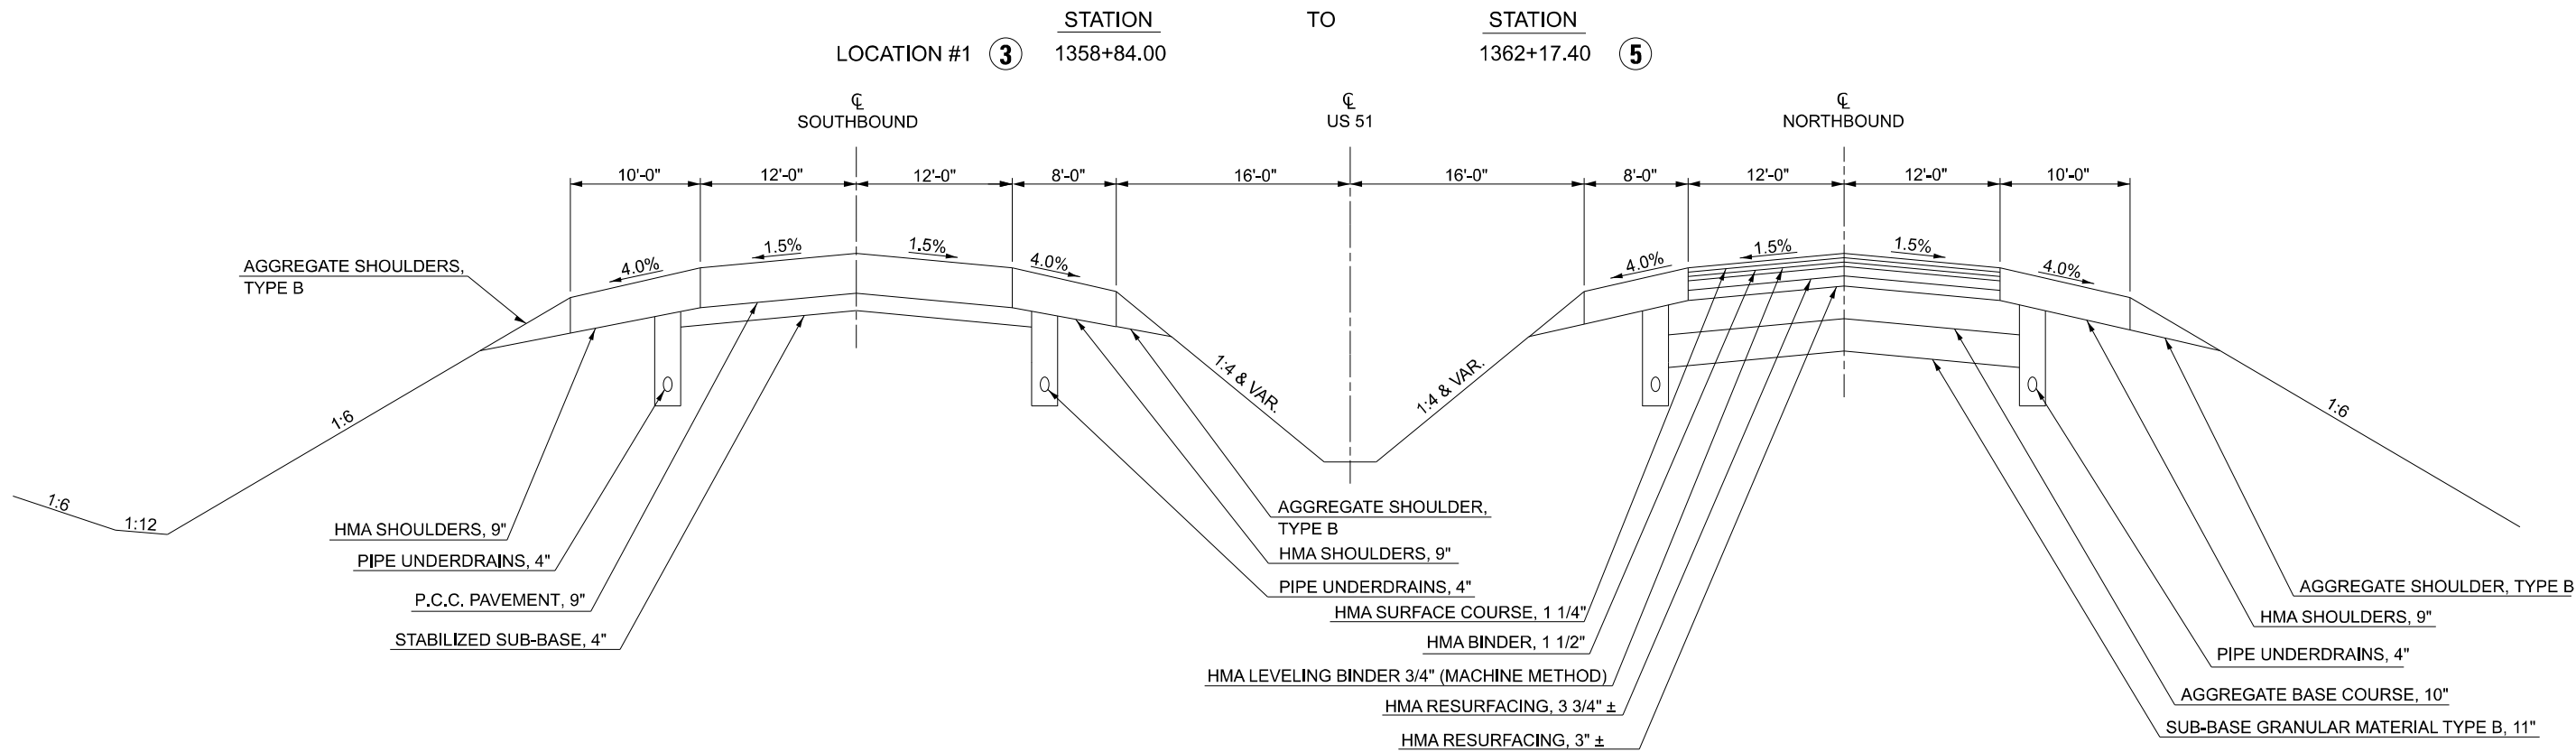 STATION TO STATION
LOCATION #1 3 1358+84.00 1362+17.40 5
℄ ℄ ℄
SOUTHBOUND US 51 NORTHBOUND
10'-0" 12'-0" 12'-0" 8'-0" 16'-0" 16'-0" 8'-0" 12'-0" 12'-0" 10'-0"
1.5% 1.5% 1.5% 1.5%
4.0% 4.0% 4.0% 4.0%
AGGREGATE SHOULDERS,
TYPE B
1:4 & VAR. 1:4 & VAR.
1:6 1:6
1:6 1:12
AGGREGATE SHOULDER,
TYPE B
HMA SHOULDERS, 9"
PIPE UNDERDRAINS, 4"
P.C.C. PAVEMENT, 9"
STABILIZED SUB-BASE, 4"
HMA SHOULDERS, 9"
PIPE UNDERDRAINS, 4"
HMA SURFACE COURSE, 1 1/4"
HMA BINDER, 1 1/2"
HMA LEVELING BINDER 3/4" (MACHINE METHOD)
HMA RESURFACING, 3 3/4" ±
HMA RESURFACING, 3" ±
AGGREGATE SHOULDER, TYPE B
HMA SHOULDERS, 9"
PIPE UNDERDRAINS, 4"
AGGREGATE BASE COURSE, 10"
SUB-BASE GRANULAR MATERIAL TYPE B, 11"